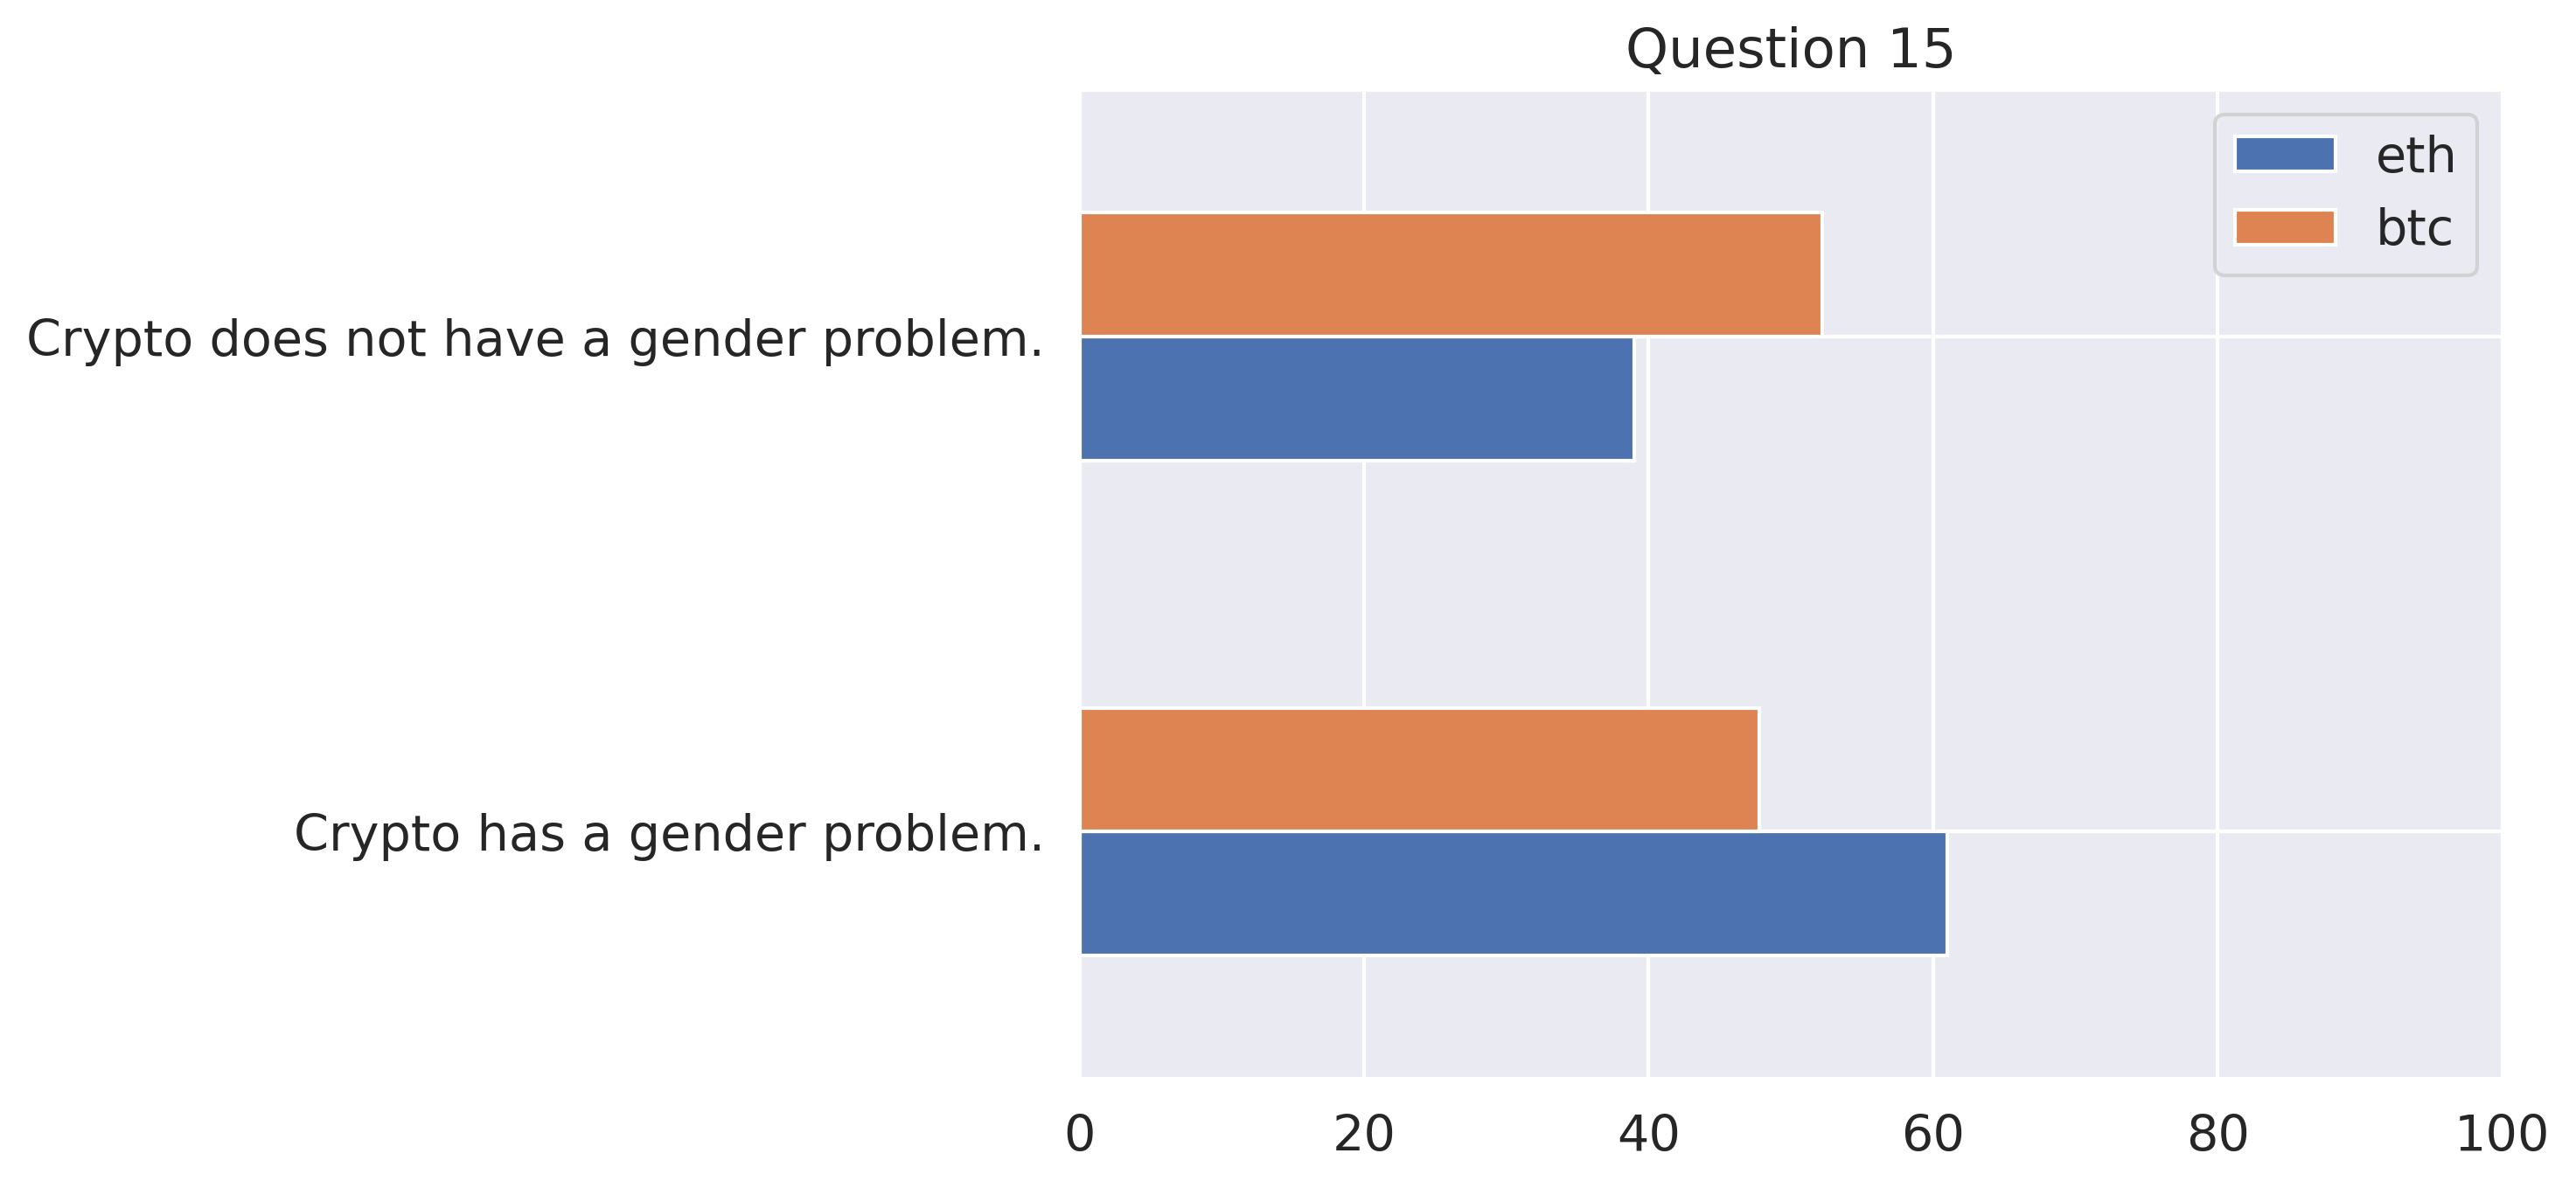 Question 15
eth
btc
Crypto does not have a gender problem.
Crypto has a gender problem.
0 20 40 60 80 100